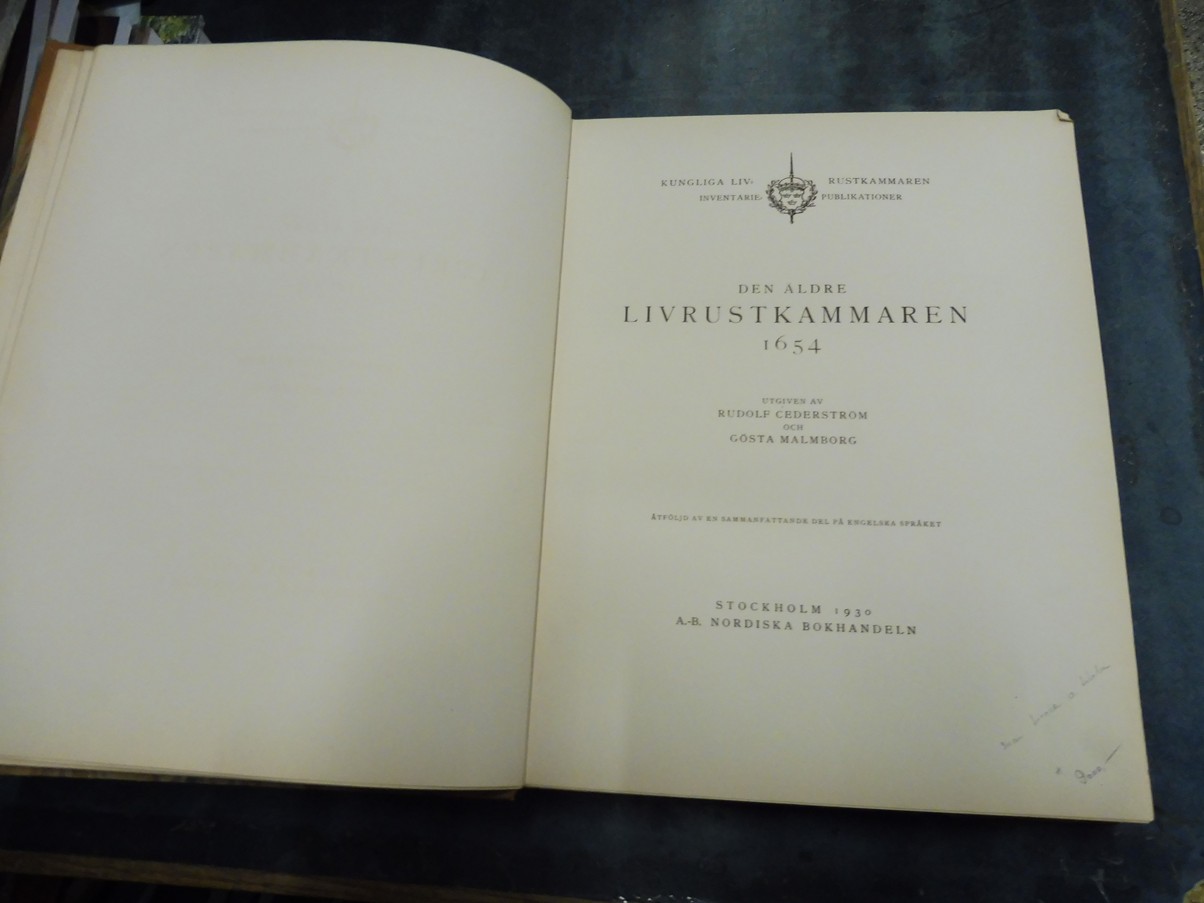 KUNGLIGA LIV- RUSTKAMMAREN
INVENTARIE- PUBLIKATIONER
DEN ÄLDRE
LIVRUSTKAMMAREN
1654
UTGIVEN AV
RUDOLF CEDERSTRÖM
OCH
GÖSTA MALMBORG
ÅTFÖLJD AV EN SAMMANFATTANDE DEL PÅ ENGELSKA SPRÅKET
STOCKHOLM 1930
A.-B. NORDISKA BOKHANDELN